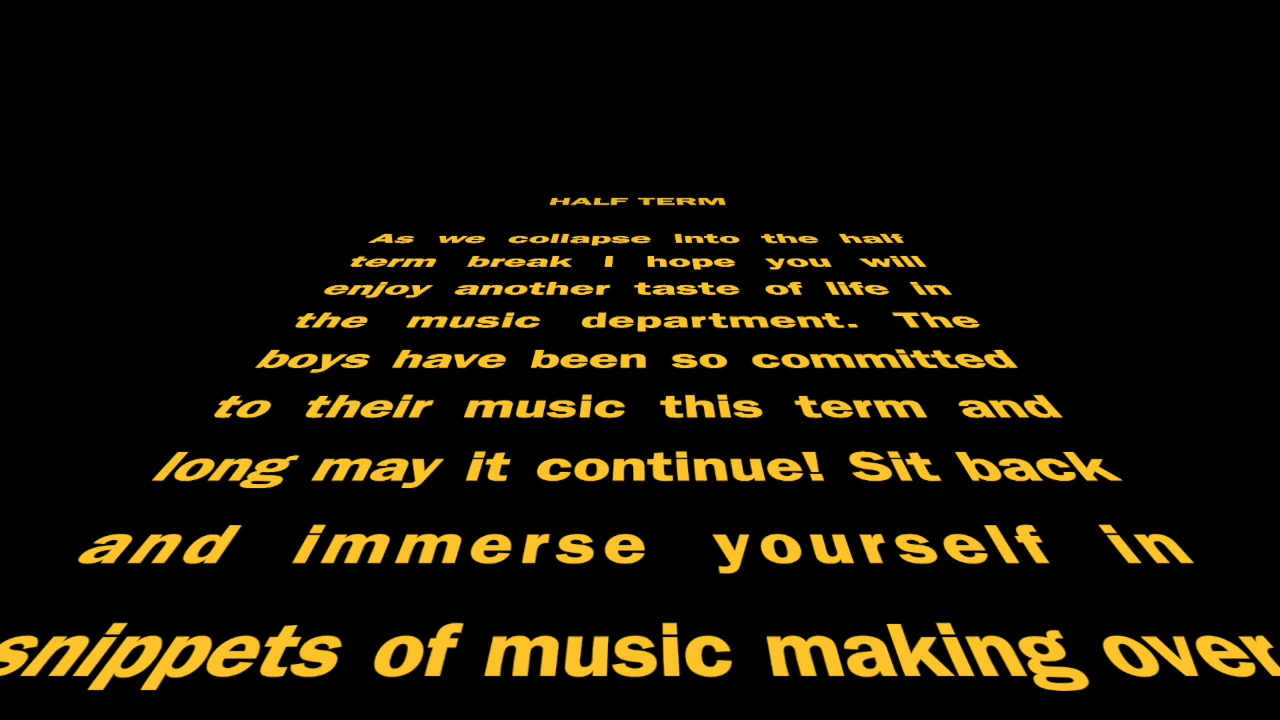 HALF TERM
As we collapse into the half
term break I hope you will
enjoy another taste of life in
the music department. The
boys have been so committed
to their music this term and
long may it continue! Sit back
and immerse yourself in
snippets of music making over